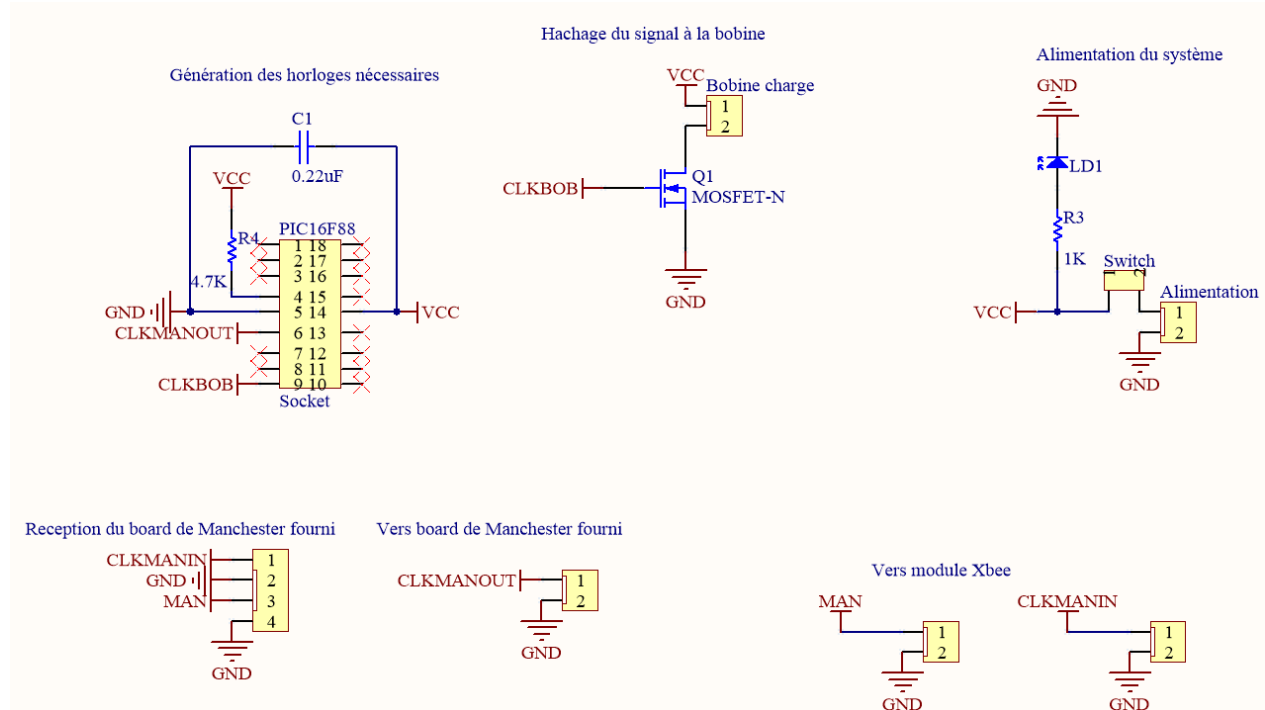 Hachage du signal à la bobine
Génération des horloges nécessaires
Alimentation du système
C1
0.22uF
VCC
R4
4.7K
PIC16F88
1 18
2 17
3 16
4 15
5 14
6 13
7 12
8 11
9 10
GND
VCC
CLKMANOUT
CLKBOB
Socket
VCC
Bobine charge
1
2
CLKBOB
Q1
MOSFET-N
GND
GND
LD1
R3
1K
Switch
1 2
VCC
Alimentation
1
2
GND
Reception du board de Manchester fourni
CLKMANIN
GND
MAN
1
2
3
4
GND
Vers board de Manchester fourni
CLKMANOUT
1
2
GND
Vers module Xbee
MAN
1
2
GND
CLKMANIN
1
2
GND